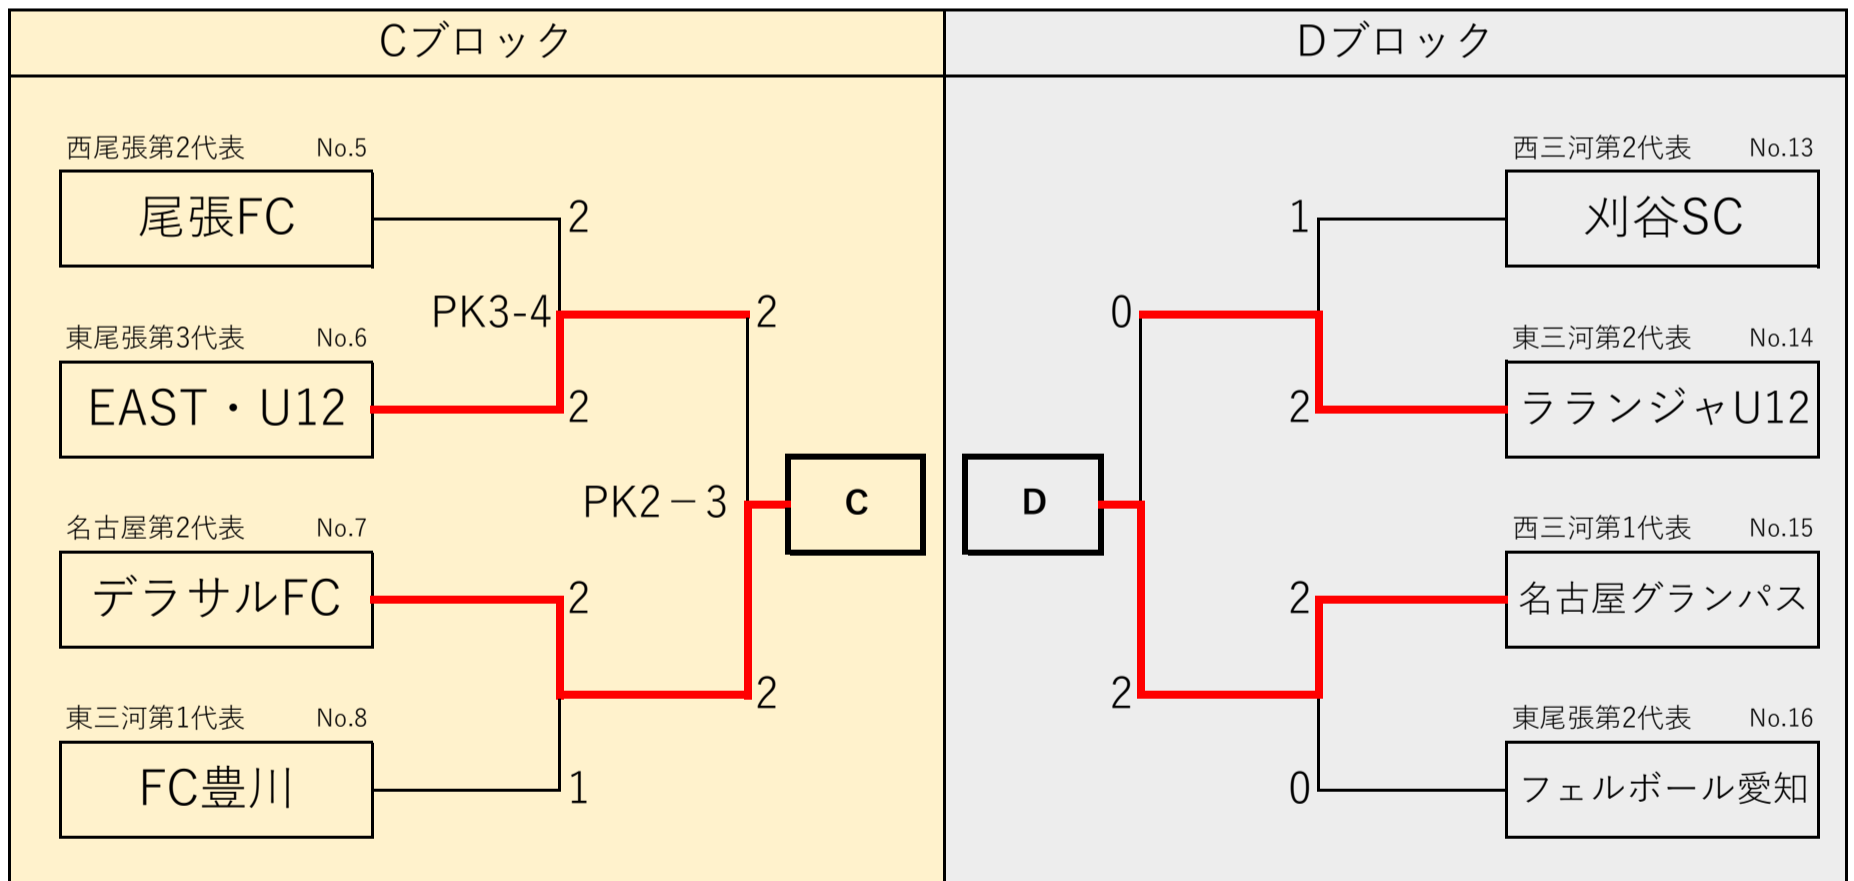 Cブロック
西尾張第2代表 No.5
尾張FC
2
PK3-4
2
東尾張第3代表 No.6
EAST・U12
2
PK2－3
C
名古屋第2代表 No.7
デラサルFC
2
2
東三河第1代表 No.8
FC豊川
1
Dブロック
西三河第2代表 No.13
1
刈谷SC
0
東三河第2代表 No.14
2
ラランジャU12
D
西三河第1代表 No.15
2
名古屋グランパス
2
東尾張第2代表 No.16
0
フェルボール愛知